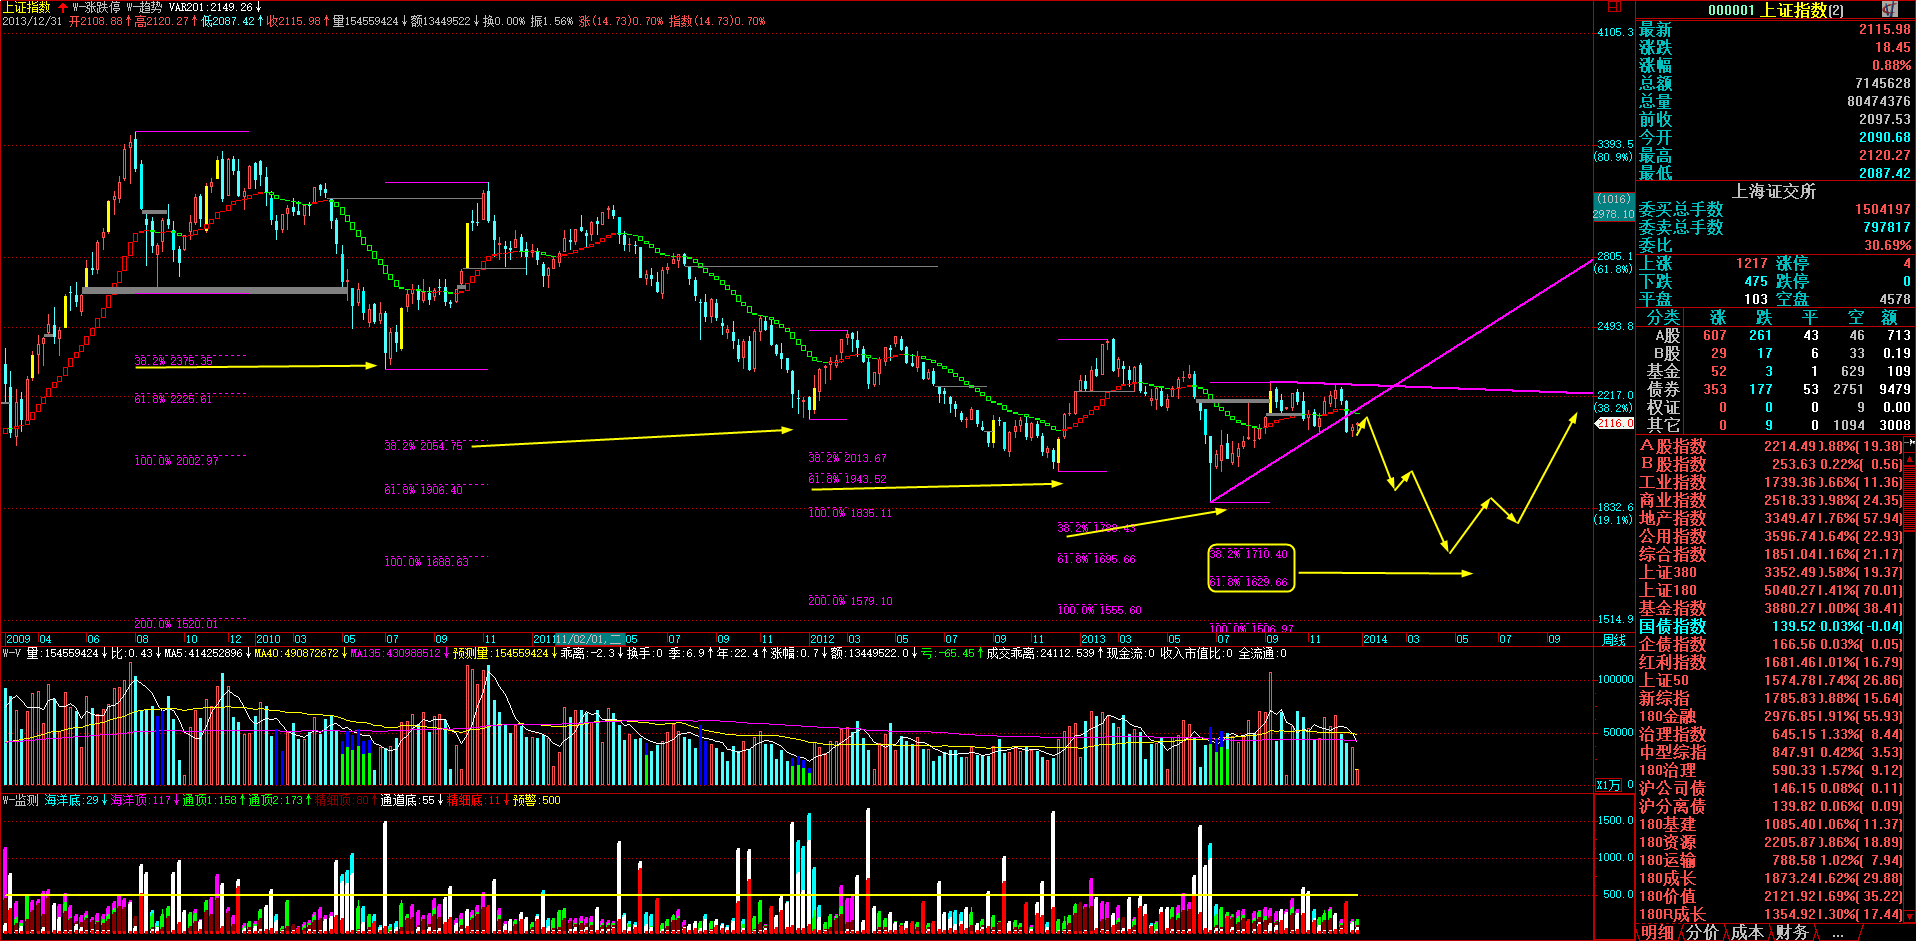 上证指数 W-涨跌停 W-趋势 VAR201:2149.26↓
2013/12/31 开2108.88↑高2120.27↑低2087.42↑收2115.98↑量154559424↓额13449522↓换0.00% 振1.56% 涨(14.73)0.70% 指数(14.73)0.70%
4105.3
3393.5
(80.9%)
(1016)
2978.10
2805.1
(61.8%)
2493.8
2217.0
(38.2%)
2116.0
1832.6
(19.1%)
1514.9
38.2% 2375.35
61.8% 2225.61
100.0% 2002.97
200.0% 1520.01
38.2% 2054.75
61.8% 1906.40
100.0% 1688.63
38.2% 2013.67
61.8% 1943.52
100.0% 1835.11
200.0% 1579.10
61.8% 1695.66
100.0% 1555.60
38.2% 1710.40
61.8% 1629.66
100.0% 1506.97
2009 04 06 08 10 12 2010 03 05 07 09 11 2011 11/02/01,二 05 07 09 11 2012 03 05 07 09 11 2013 03 05 07 09 11 2014 03 05 07 09 周线
W-V 量:154559424↓比:0.43↓MA5:414252896↓MA40:490872672↓MA135:430988512↓预测量:154559424↓乖离:-2.3↓换手:0 季:6.9↑年:22.4↑涨幅:0.7↓额:13449522.0↓亏:-65.45↑成交乖离:24112.539↑现金流:0 收入市值比:0 全流通:0
100000
50000
X1万 0
W-监测 海洋底:29↓海洋顶:117↓通顶1:158↑通顶2:173↑精细顶:80↑通道底:55↓精细底:11↓预警:500
1500.0
1000.0
500.0
000001 上证指数(2)
最新 2115.98
涨跌 18.45
涨幅 0.88%
总额 7145628
总量 80474376
前收 2097.53
今开 2090.68
最高 2120.27
最低 2087.42
上海证交所
委买总手数 1504197
委卖总手数 797817
委比 30.69%
上涨 1217 涨停 4
下跌 475 跌停 0
平盘 103 空盘 4578
分类 涨 跌 平 空 额
A股 607 261 43 46 713
B股 29 17 6 33 0.19
基金 52 3 1 629 109
债券 353 177 53 2751 9479
权证 0 0 0 9 0.00
其它 0 9 0 1094 3008
A股指数 2214.49 0.88%( 19.38)
B股指数 253.63 0.22%( 0.56)
工业指数 1739.36 0.66%( 11.36)
商业指数 2518.33 0.98%( 24.35)
地产指数 3349.47 1.76%( 57.94)
公用指数 3596.74 0.64%( 22.93)
综合指数 1851.04 1.16%( 21.17)
上证380 3352.49 0.58%( 19.37)
上证180 5040.27 1.41%( 70.01)
基金指数 3880.27 1.00%( 38.41)
国债指数 139.52 0.03%( -0.04)
企债指数 166.56 0.03%( 0.05)
红利指数 1681.46 1.01%( 16.79)
上证50 1574.78 1.74%( 26.86)
新综指 1785.83 0.88%( 15.64)
180金融 2976.85 1.91%( 55.93)
治理指数 645.15 1.33%( 8.44)
中型综指 847.91 0.42%( 3.53)
180治理 590.33 1.57%( 9.12)
沪公司债 146.15 0.08%( 0.11)
沪分离债 139.82 0.06%( 0.09)
180基建 1085.40 1.06%( 11.37)
180资源 2205.87 0.86%( 18.89)
180运输 788.58 1.02%( 7.94)
180成长 1873.24 1.62%( 29.88)
180价值 2121.92 1.69%( 35.22)
180R成长 1354.92 1.30%( 17.44)
明细 分价 成本 财务 ...